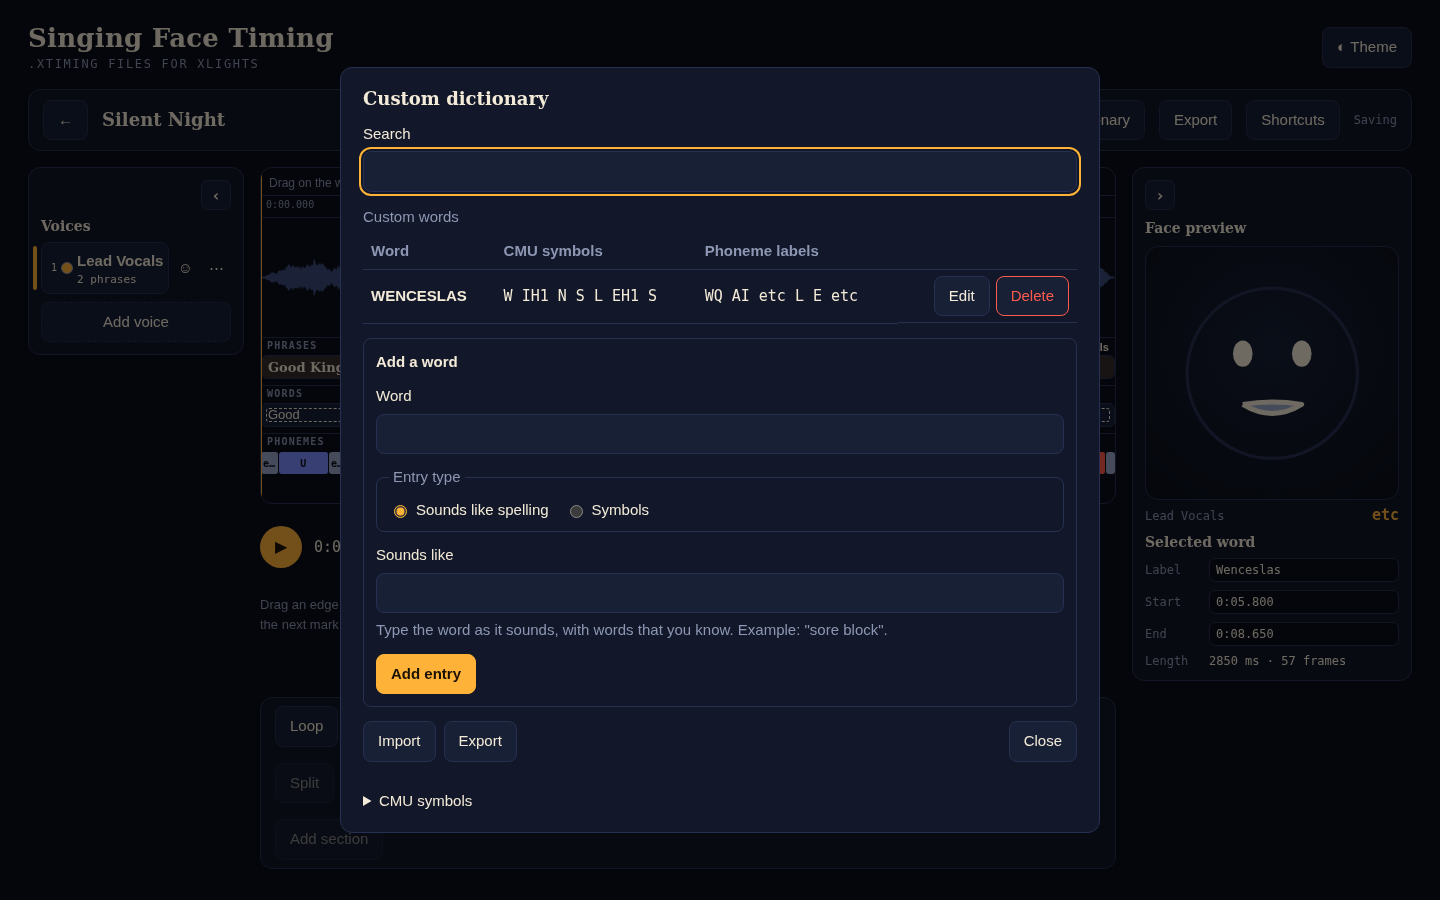 Singing Face Timing
.XTIMING FILES FOR XLIGHTS
Theme
← Silent Night
Export
Shortcuts
Saving
‹
Voices
1 Lead Vocals
2 phrases
☺ ⋯
Add voice
0:00.000
PHRASES
Good King
WORDS
Good
PHONEMES
e… U e…
▶ 0:0
Drag an edge
the next mark
Loop
Split
Add section
Custom dictionary
Search
Custom words
Word CMU symbols Phoneme labels
WENCESLAS W IH1 N S L EH1 S WQ AI etc L E etc Edit Delete
Add a word
Word
Entry type
Sounds like spelling Symbols
Sounds like
Type the word as it sounds, with words that you know. Example: "sore block".
Add entry
Import Export Close
▶ CMU symbols
›
Face preview
Lead Vocals etc
Selected word
Label Wenceslas
Start 0:05.800
End 0:08.650
Length 2850 ms · 57 frames